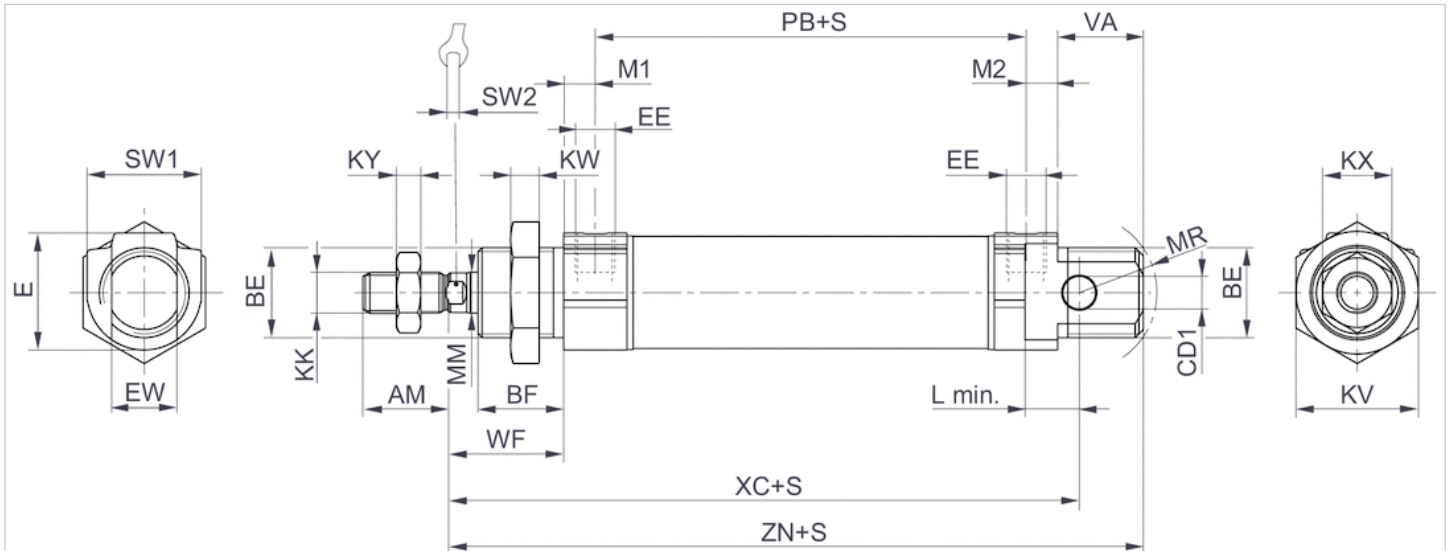 PB+S
VA
M1
M2
SW2
EE
SW1
KY
KW
EE
KX
MR
E
BE
BE
CD1
KK
MM
EW
AM
BF
L min.
KV
WF
XC+S
ZN+S